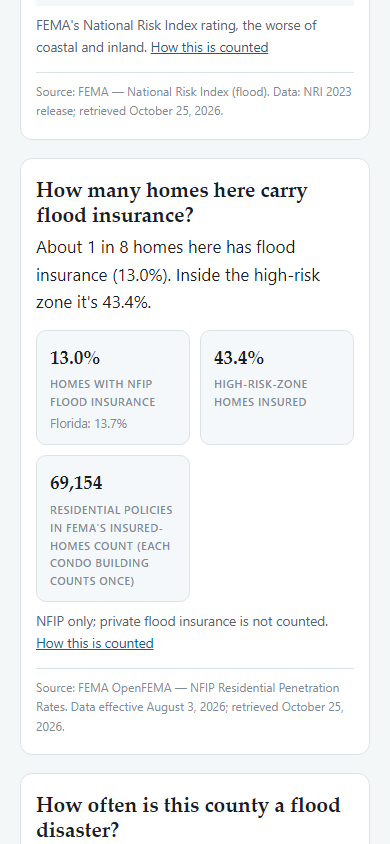 FEMA's National Risk Index rating, the worse of
coastal and inland. How this is counted
Source: FEMA — National Risk Index (flood). Data: NRI 2023
release; retrieved October 25, 2026.
How many homes here carry
flood insurance?
About 1 in 8 homes here has flood
insurance (13.0%). Inside the high-risk
zone it's 43.4%.
13.0%
HOMES WITH NFIP
FLOOD INSURANCE
Florida: 13.7%
43.4%
HIGH-RISK-ZONE
HOMES INSURED
69,154
RESIDENTIAL POLICIES
IN FEMA'S INSURED-
HOMES COUNT (EACH
CONDO BUILDING
COUNTS ONCE)
NFIP only; private flood insurance is not counted.
How this is counted
Source: FEMA OpenFEMA — NFIP Residential Penetration
Rates. Data effective August 3, 2026; retrieved October 25,
2026.
How often is this county a flood
disaster?